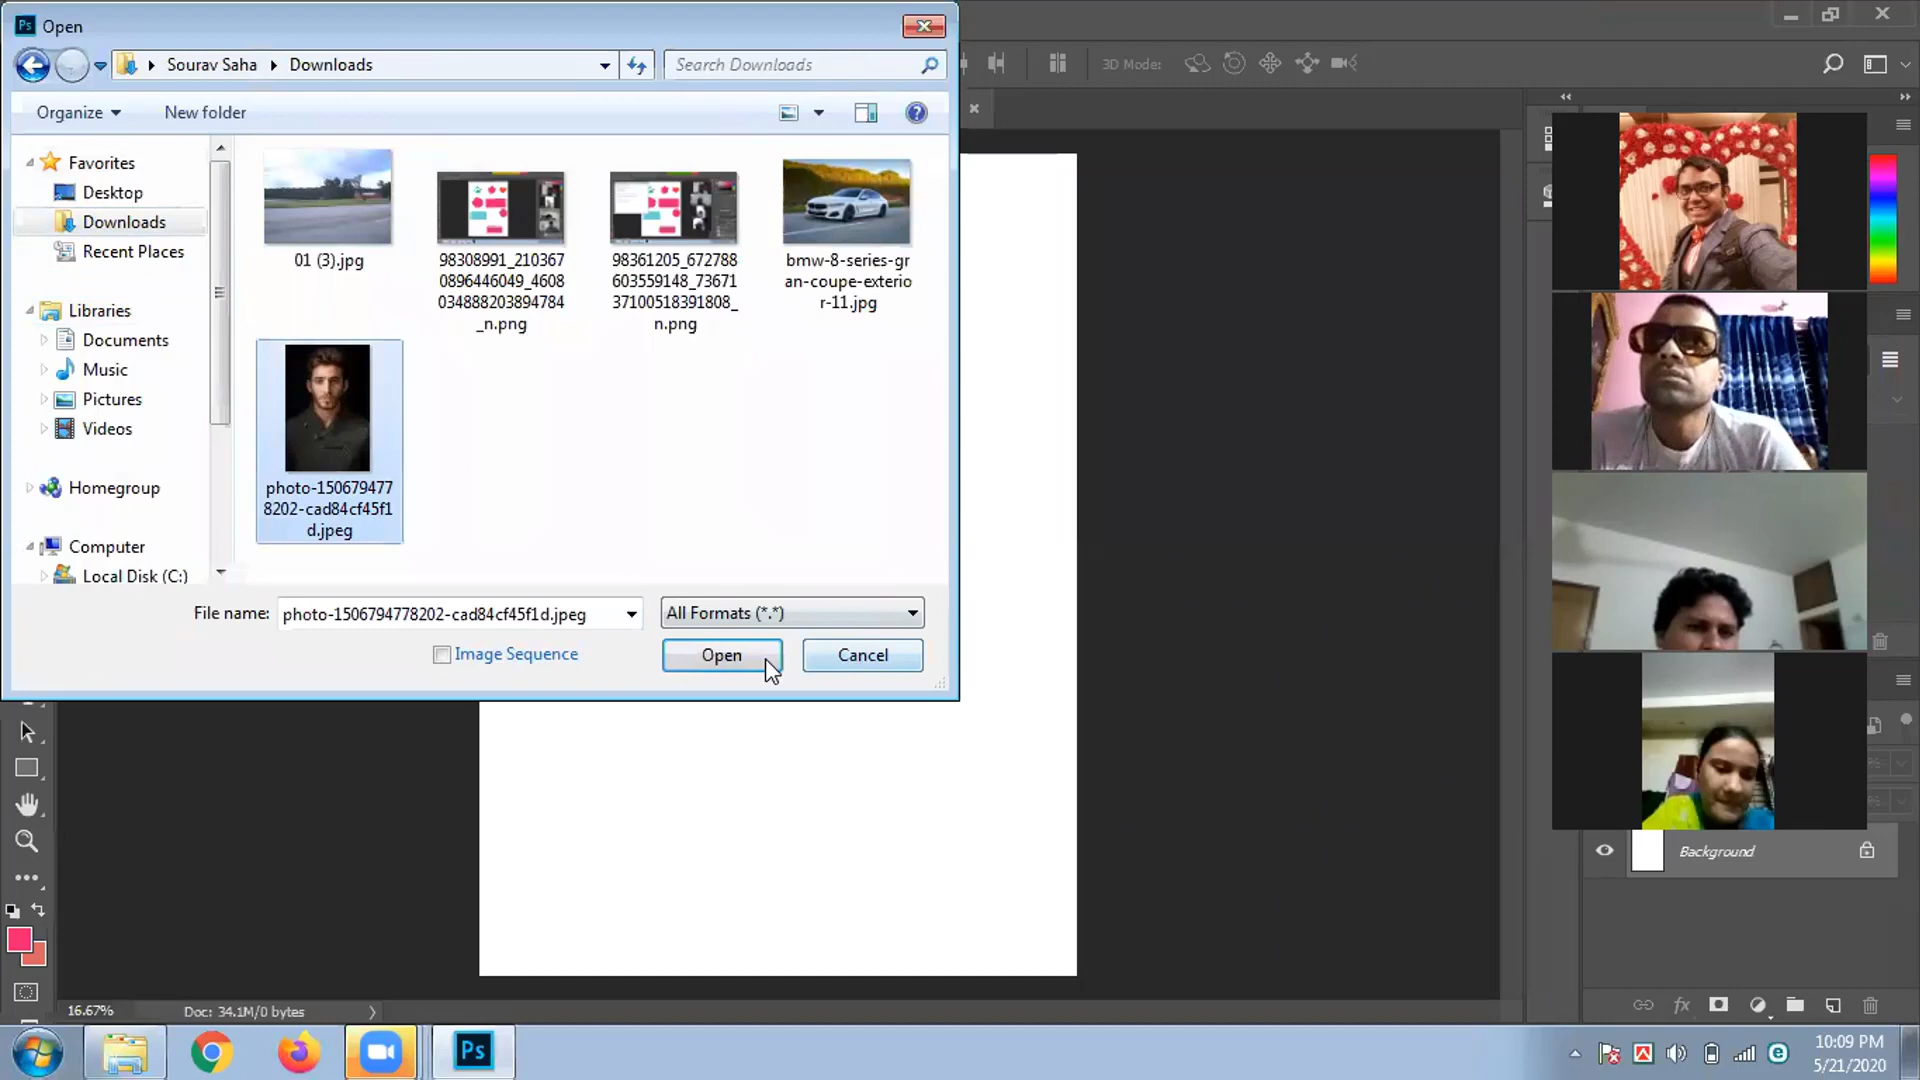 Ps Open
Sourav Saha Downloads
Search Downloads
Organize
New folder
3D Mode:
Favorites
Desktop
Downloads
Recent Places
Libraries
Documents
Music
Pictures
Videos
Homegroup
Computer
Local Disk (C:)
01 (3).jpg
98308991_210367
0896446049_4608
034888203894784
_n.png
98361205_672788
603559148_73671
37100518391808_
n.png
bmw-8-series-gr
an-coupe-exterio
r-11.jpg
photo-150679477
8202-cad84cf45f1
d.jpeg
File name: photo-1506794778202-cad84cf45f1d.jpeg
All Formats (*.*)
Image Sequence
Open
Cancel
Background
fx
16.67%
Doc: 34.1M/0 bytes
Ps
10:09 PM
5/21/2020